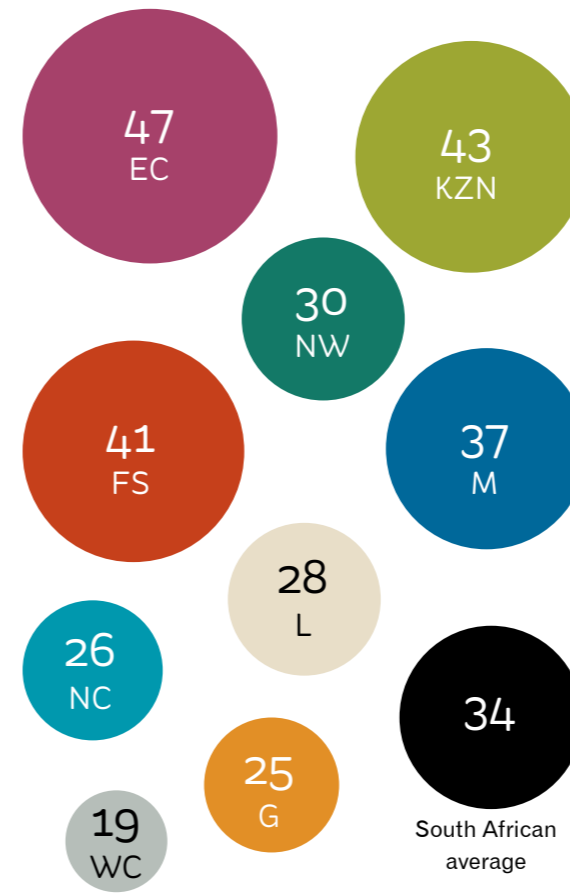 47
EC
43
KZN
30
NW
41
FS
37
M
28
L
26
NC
34
25
G
19
WC
South African
average